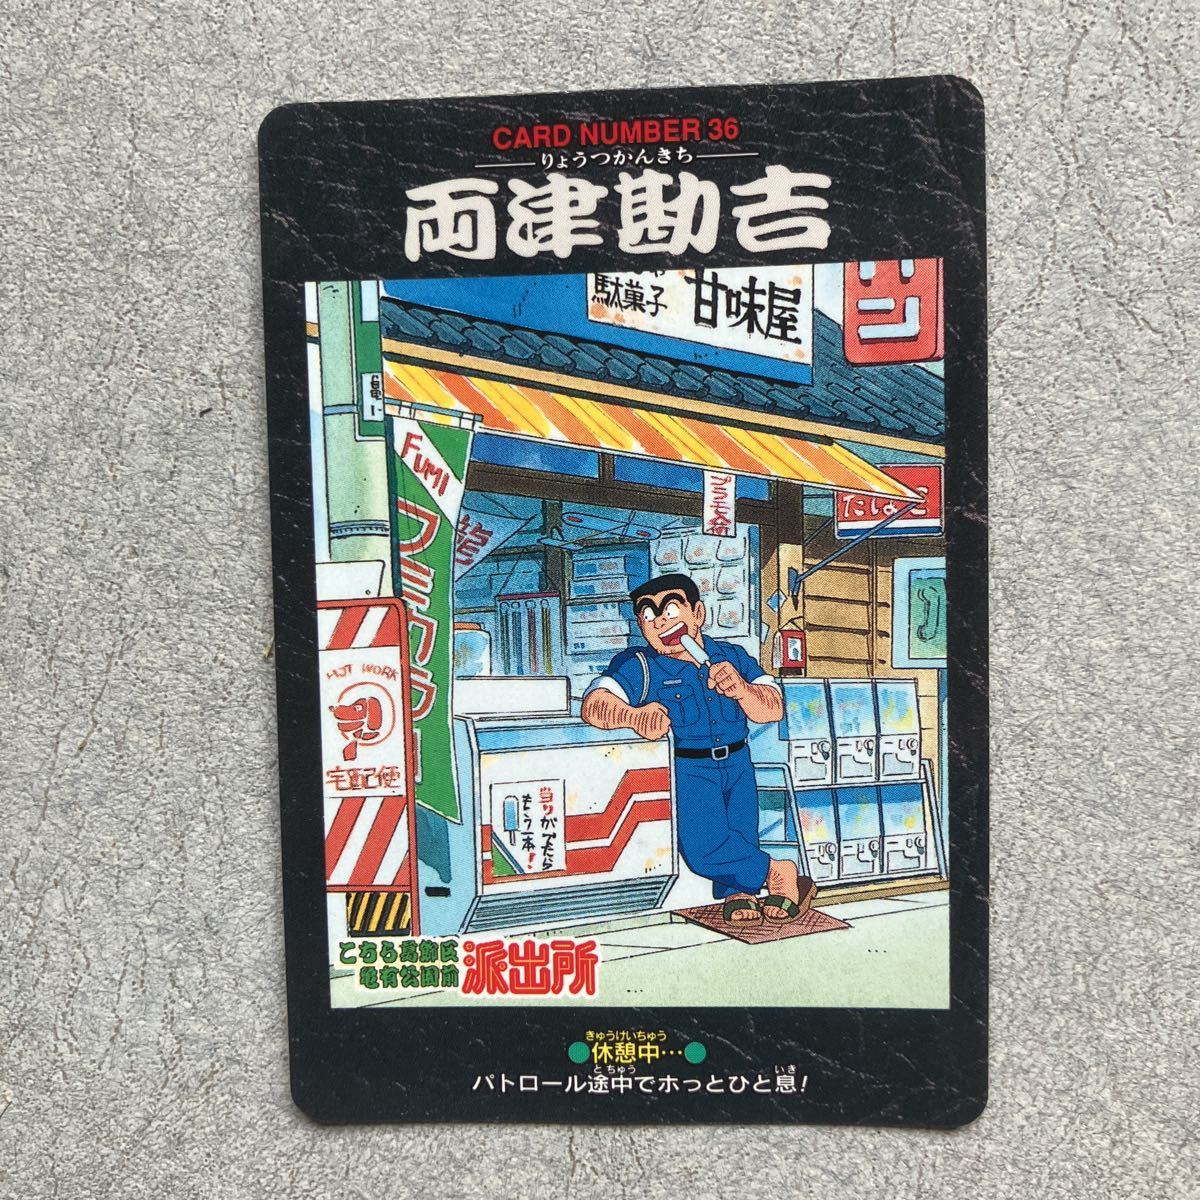 CARD NUMBER 36
りょうつかんきち
両津勘吉
駄菓子
甘味屋
FUMI
プラモ有
たばこ
HOT WORK
宅配便
当りがでたら
もう一本!
こちら葛飾区
亀有公園前
派出所
きゅうけいちゅう
●休憩中…●
とちゅう いき
パトロール途中でホっとひと息!